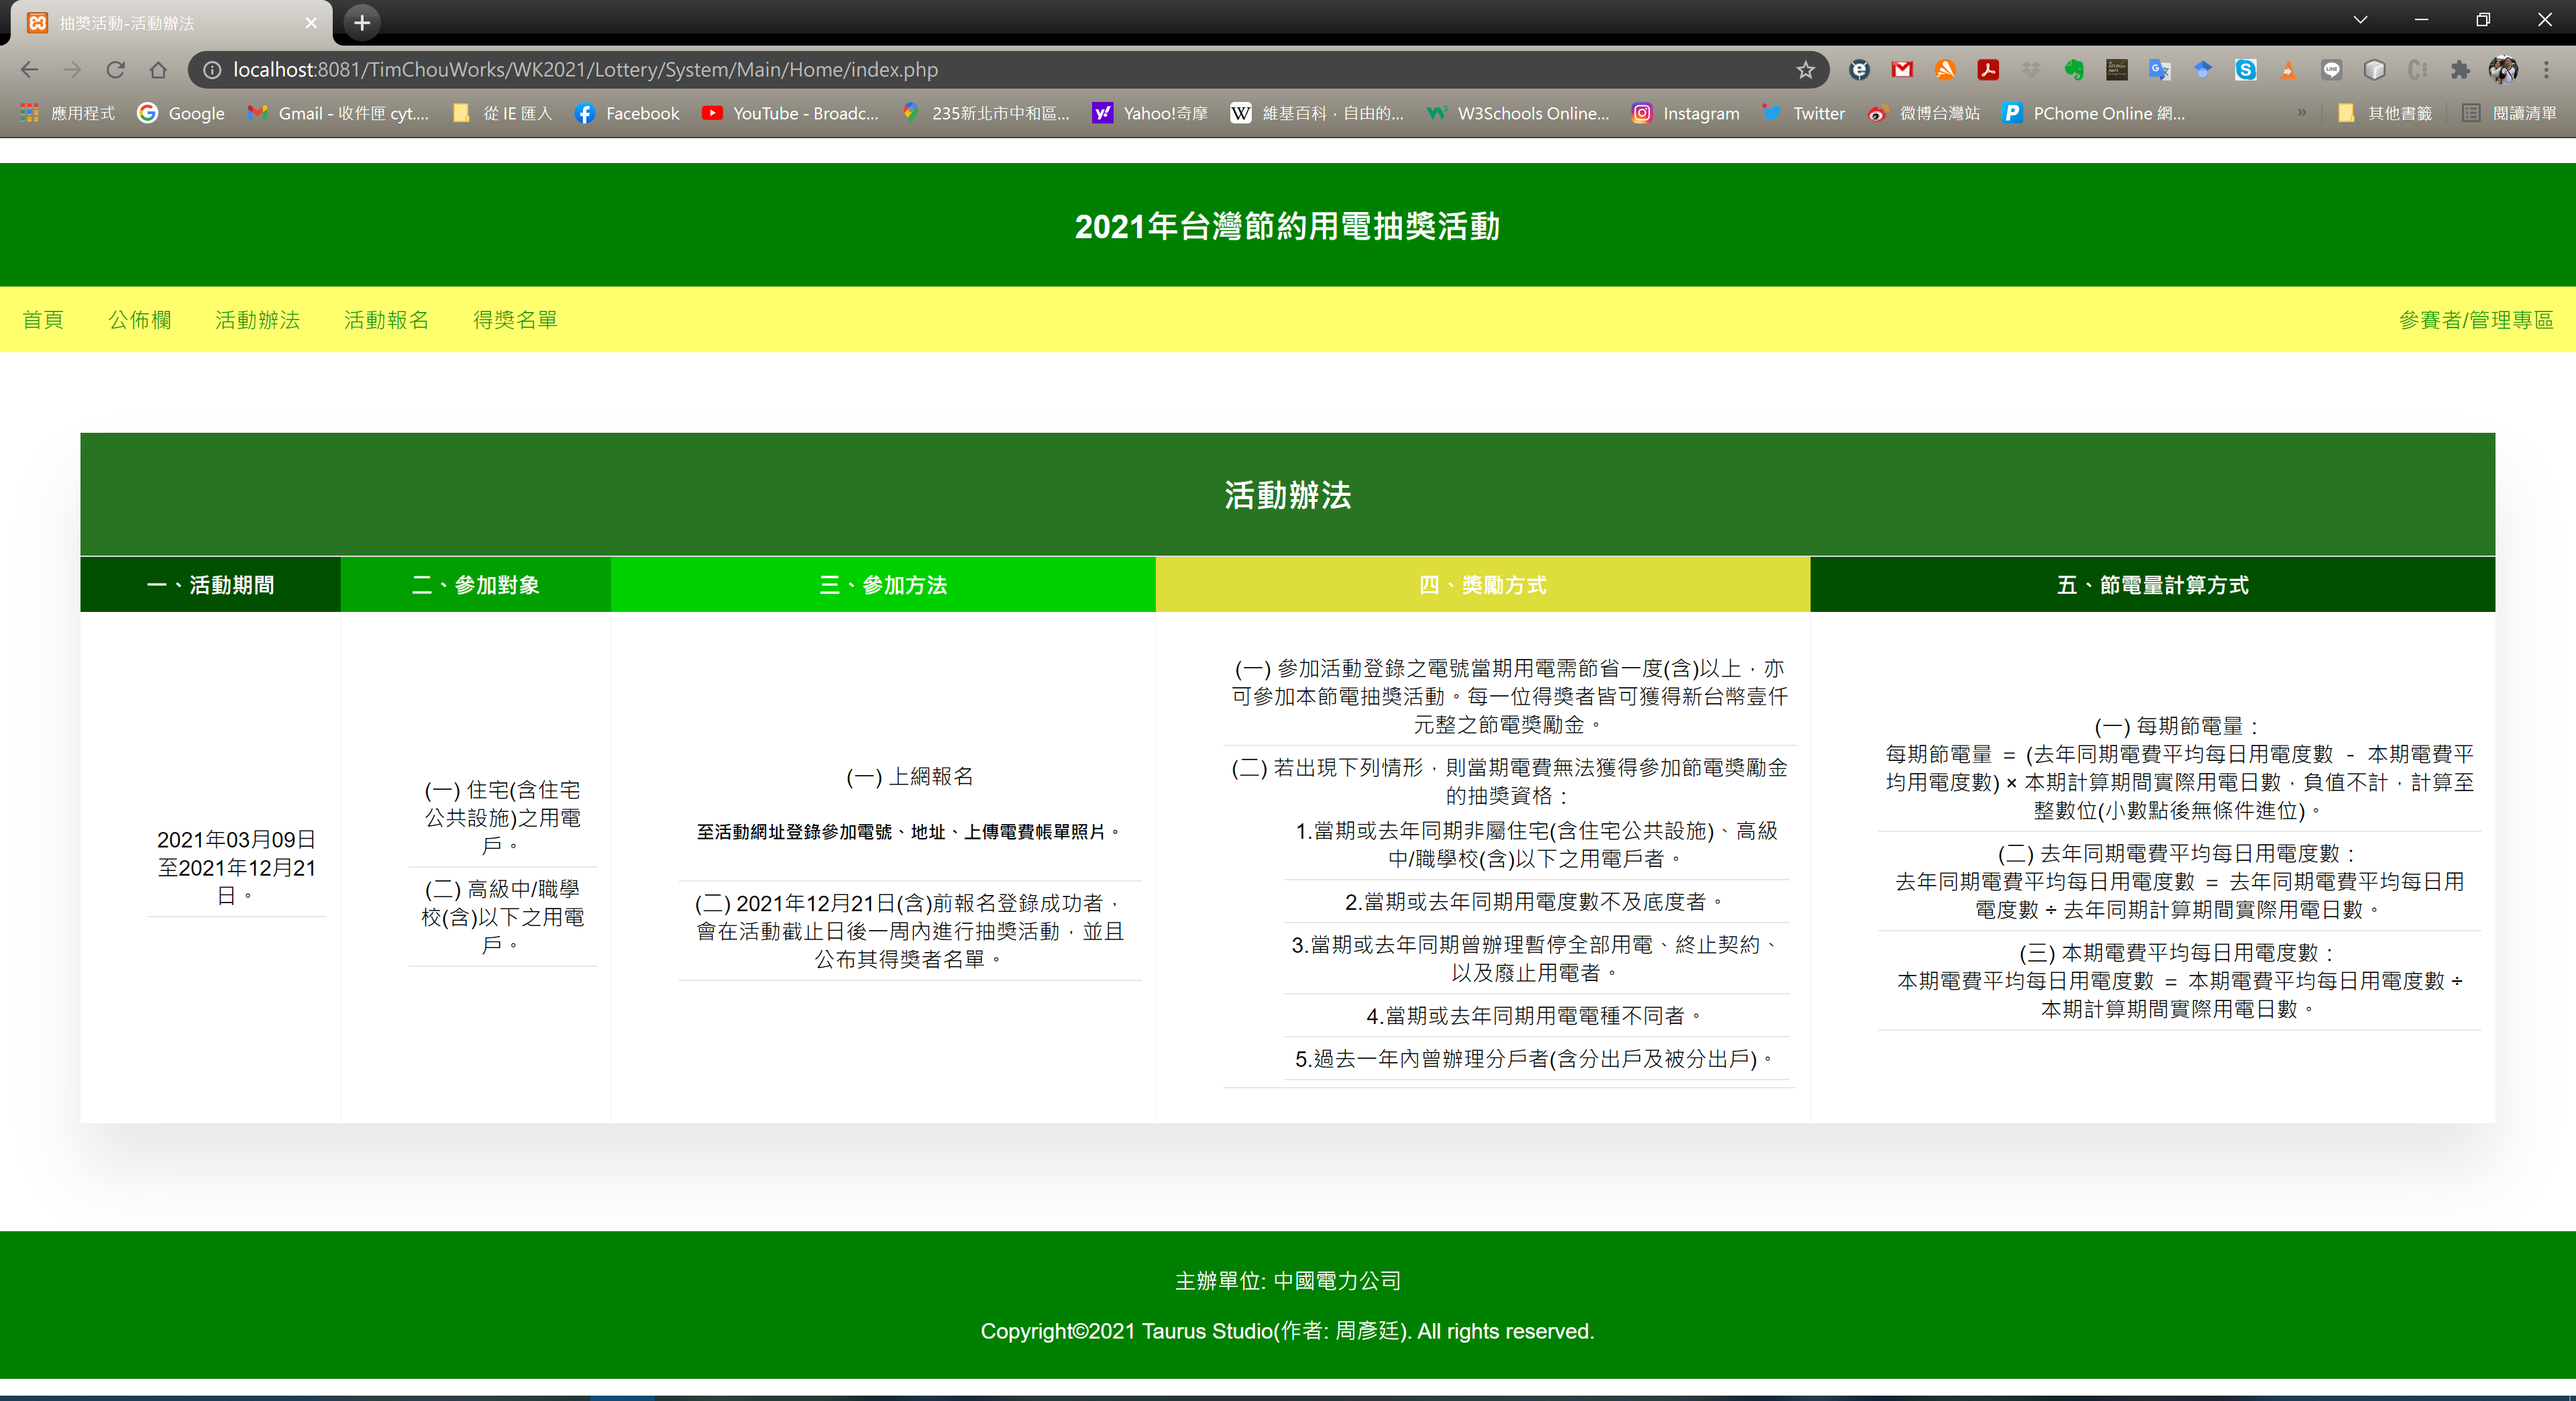 抽獎活動-活動辦法
localhost:8081/TimChouWorks/WK2021/Lottery/System/Main/Home/index.php
應用程式 Google Gmail - 收件匣 cyt.... 從 IE 匯入 Facebook YouTube - Broadc... 235新北市中和區... Yahoo!奇摩 維基百科，自由的... W3Schools Online... Instagram Twitter 微博台灣站 PChome Online 網... » 其他書籤 閱讀清單
2021年台灣節約用電抽獎活動
首頁 公佈欄 活動辦法 活動報名 得獎名單 參賽者/管理專區
活動辦法
一、活動期間 二、參加對象 三、參加方法 四、獎勵方式 五、節電量計算方式
2021年03月09日
至2021年12月21
日。
(一) 住宅(含住宅
公共設施)之用電
戶。
(二) 高級中/職學
校(含)以下之用電
戶。
(一) 上網報名
至活動網址登錄參加電號、地址、上傳電費帳單照片。
(二) 2021年12月21日(含)前報名登錄成功者，
會在活動截止日後一周內進行抽獎活動，並且
公布其得獎者名單。
(一) 參加活動登錄之電號當期用電需節省一度(含)以上，亦
可參加本節電抽獎活動。每一位得獎者皆可獲得新台幣壹仟
元整之節電獎勵金。
(二) 若出現下列情形，則當期電費無法獲得參加節電獎勵金
的抽獎資格：
1.當期或去年同期非屬住宅(含住宅公共設施)、高級
中/職學校(含)以下之用電戶者。
2.當期或去年同期用電度數不及底度者。
3.當期或去年同期曾辦理暫停全部用電、終止契約、
以及廢止用電者。
4.當期或去年同期用電電種不同者。
5.過去一年內曾辦理分戶者(含分出戶及被分出戶)。
(一) 每期節電量：
每期節電量 = (去年同期電費平均每日用電度數 - 本期電費平
均用電度數) × 本期計算期間實際用電日數，負值不計，計算至
整數位(小數點後無條件進位)。
(二) 去年同期電費平均每日用電度數：
去年同期電費平均每日用電度數 = 去年同期電費平均每日用
電度數 ÷ 去年同期計算期間實際用電日數。
(三) 本期電費平均每日用電度數：
本期電費平均每日用電度數 = 本期電費平均每日用電度數 ÷
本期計算期間實際用電日數。
主辦單位: 中國電力公司
Copyright©2021 Taurus Studio(作者: 周彥廷). All rights reserved.